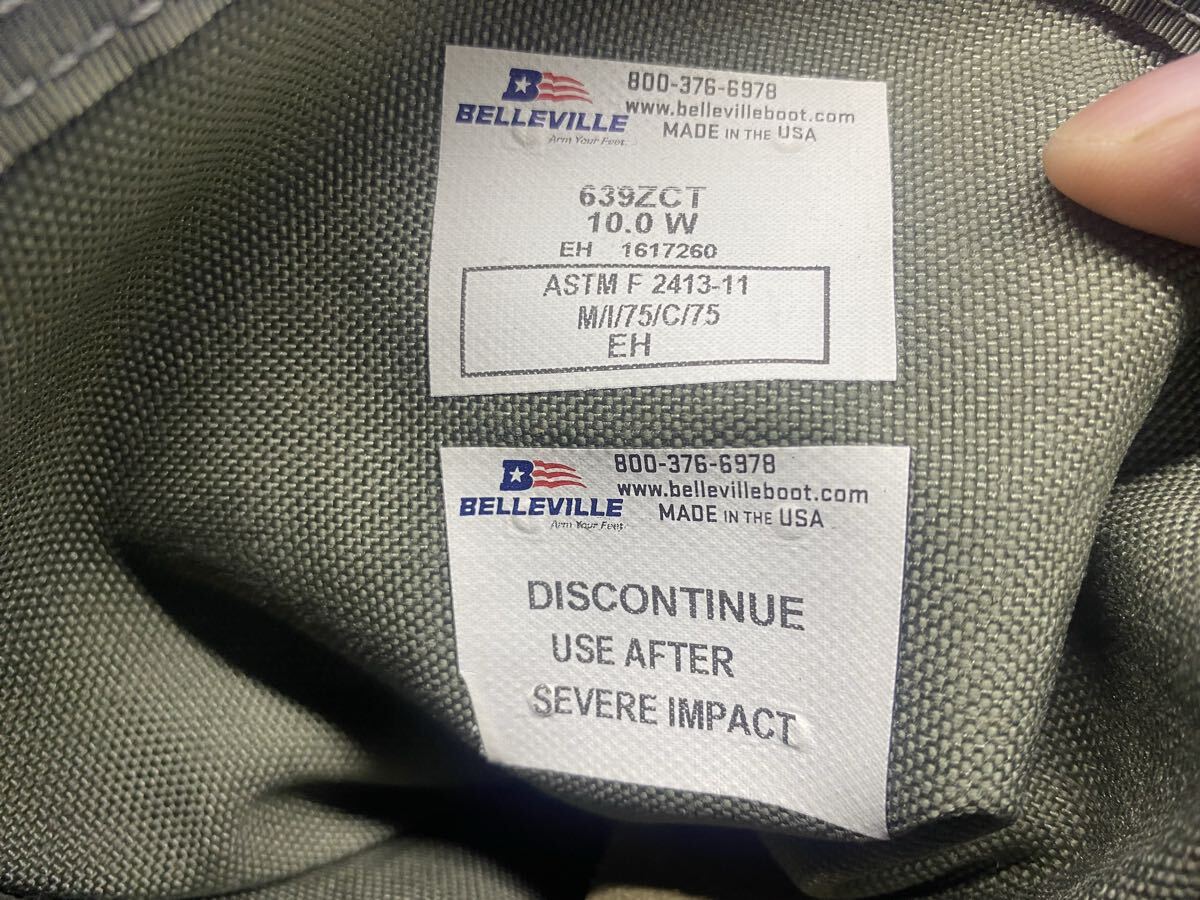 800-376-6978
BELLEVILLE
www.bellevilleboot.com
Arm Your Feet.
MADE IN THE USA
639ZCT
10.0 W
EH 1617260
ASTM F 2413-11
M/I/75/C/75
EH
800-376-6978
BELLEVILLE
www.bellevilleboot.com
Arm Your Feet.
MADE IN THE USA
DISCONTINUE
USE AFTER
SEVERE IMPACT